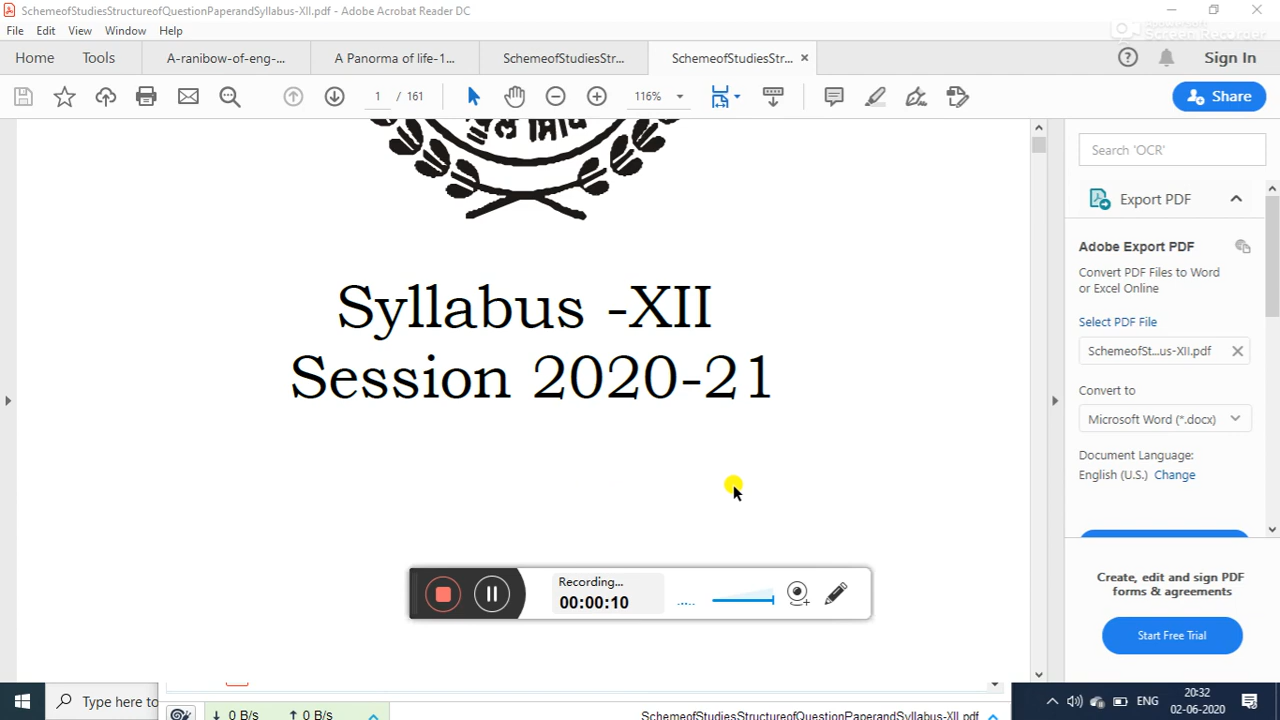 SchemeofStudiesStructureofQuestionPaperandSyllabus-XII.pdf - Adobe Acrobat Reader DC
File Edit View Window Help
Screen Recorder
Home Tools A-ranibow-of-eng-... A Panorma of life-1... SchemeofStudiesStr... SchemeofStudiesStr... ×
Sign In
1 / 161 116%
Share
Search 'OCR'
Export PDF
Adobe Export PDF
Convert PDF Files to Word
or Excel Online
Select PDF File
SchemeofSt...us-XII.pdf
Convert to
Microsoft Word (*.docx)
Document Language:
English (U.S.) Change
Create, edit and sign PDF
forms & agreements
Start Free Trial
Syllabus -XII
Session 2020-21
Recording...
00:00:10
Type here to
0 B/s 0 B/s
SchemeofStudiesStructureofQuestionPaperandSyllabus-XII.pdf
ENG
20:32
02-06-2020